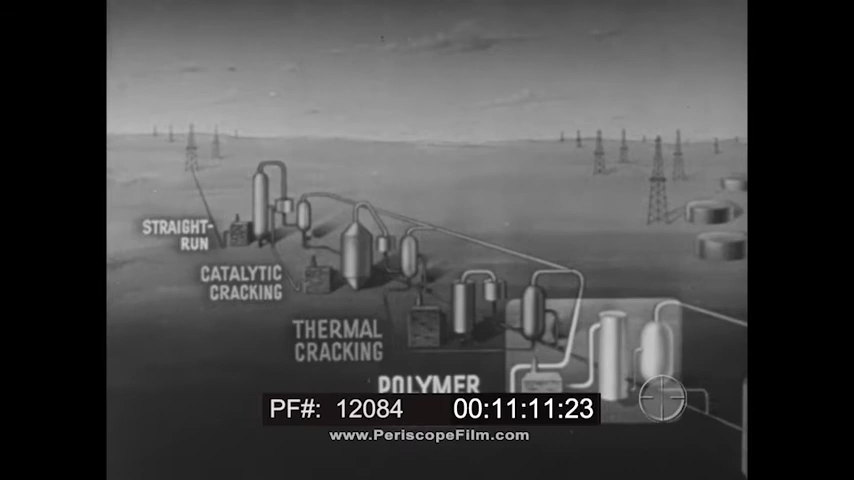 STRAIGHT-
RUN
CATALYTIC
CRACKING
THERMAL
CRACKING
POLYMER
PF#: 12084 00:11:11:23
www.PeriscopeFilm.com